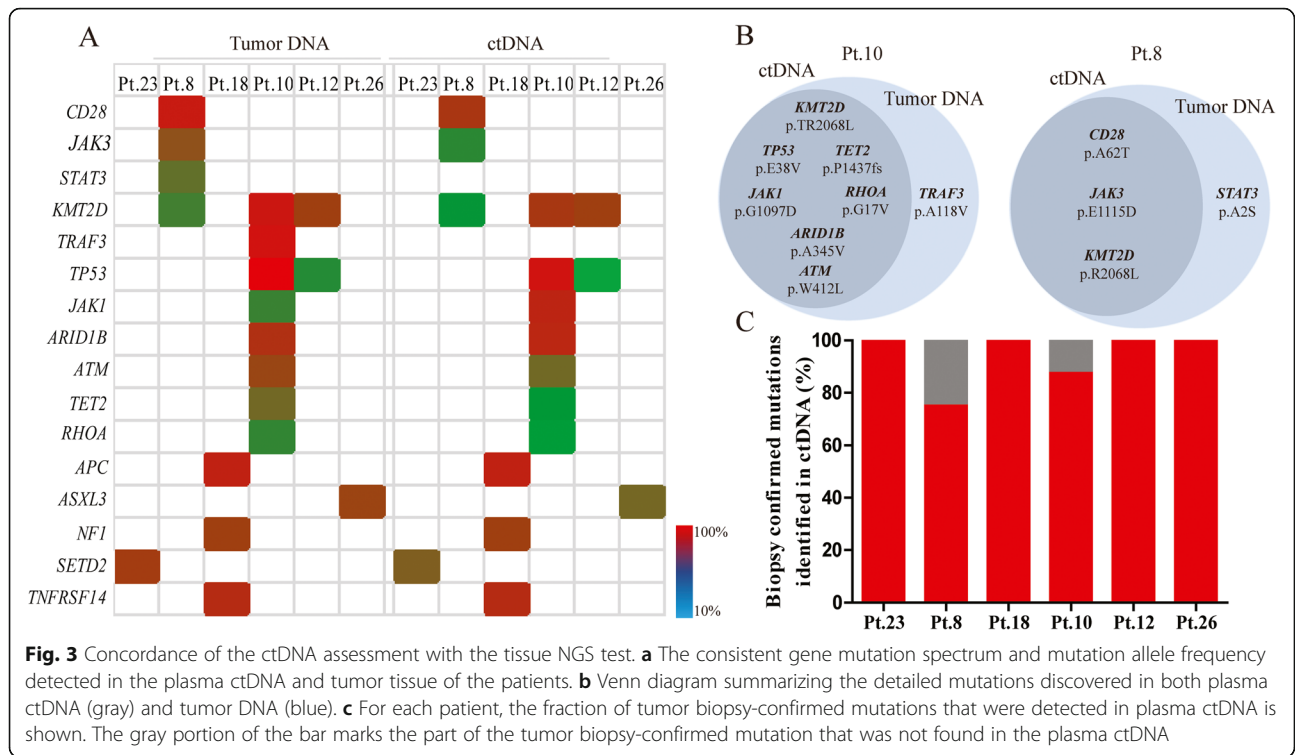 A
Tumor DNA
ctDNA
Pt.23 Pt.8 Pt.18 Pt.10 Pt.12 Pt.26 Pt.23 Pt.8 Pt.18 Pt.10 Pt.12 Pt.26
CD28
JAK3
STAT3
KMT2D
TRAF3
TP53
JAK1
ARID1B
ATM
TET2
RHOA
APC
ASXL3
NF1
SETD2
TNFRSF14
100%
10%
B
Pt.10
ctDNA
Tumor DNA
KMT2D
p.TR2068L
TP53 TET2
p.E38V p.P1437fs
JAK1 RHOA TRAF3
p.G1097D p.G17V p.A118V
ARID1B
p.A345V
ATM
p.W412L
Pt.8
ctDNA
Tumor DNA
CD28
p.A62T
JAK3 STAT3
p.E1115D p.A2S
KMT2D
p.R2068L
C
Biopsy confirmed mutations
identified in ctDNA (%)
100
80
60
40
20
0
Pt.23 Pt.8 Pt.18 Pt.10 Pt.12 Pt.26
Fig. 3 Concordance of the ctDNA assessment with the tissue NGS test. a The consistent gene mutation spectrum and mutation allele frequency
detected in the plasma ctDNA and tumor tissue of the patients. b Venn diagram summarizing the detailed mutations discovered in both plasma
ctDNA (gray) and tumor DNA (blue). c For each patient, the fraction of tumor biopsy-confirmed mutations that were detected in plasma ctDNA is
shown. The gray portion of the bar marks the part of the tumor biopsy-confirmed mutation that was not found in the plasma ctDNA